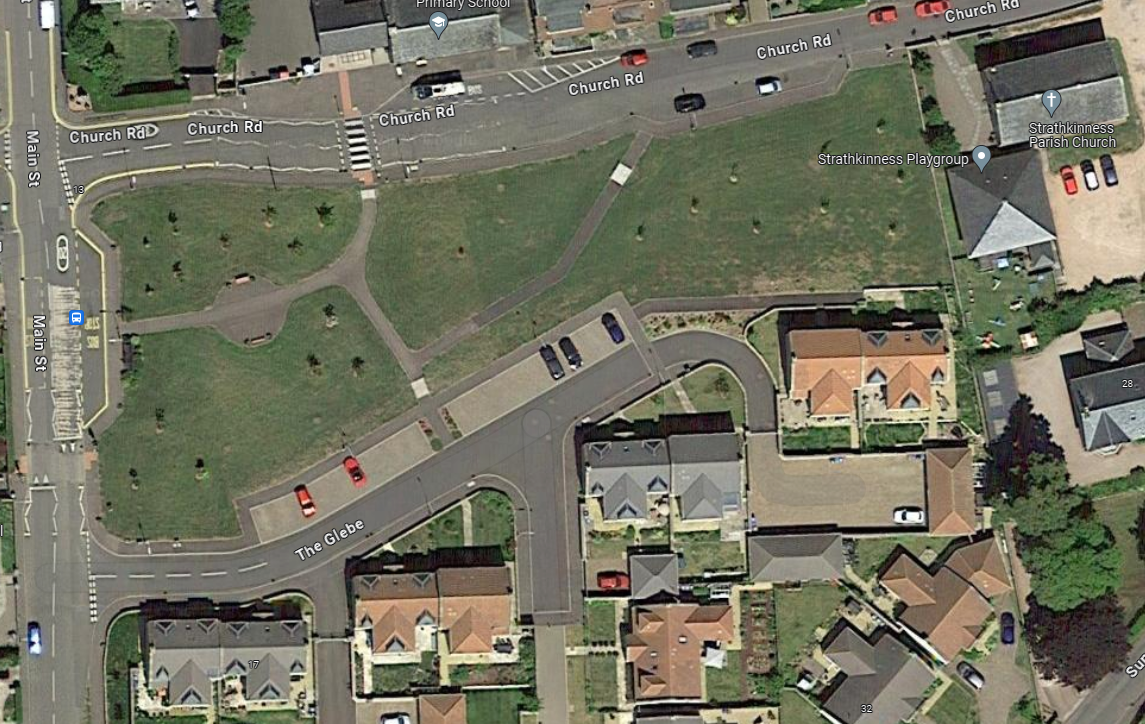 Primary School
Church Rd
Church Rd
Church Rd
Church Rd
Church Rd
Church Rd
Main St
Strathkinness
Parish Church
Strathkinness Playgroup
13
Main St
28
The Glebe
17
32